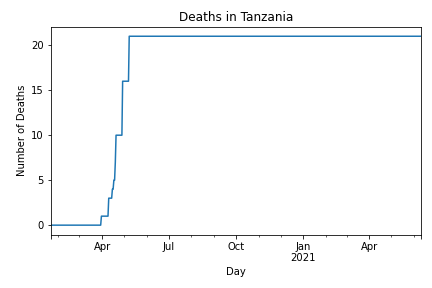 Deaths in Tanzania
20
15
10
5
0
Number of Deaths
Apr
Jul
Oct
Jan
2021
Apr
Day